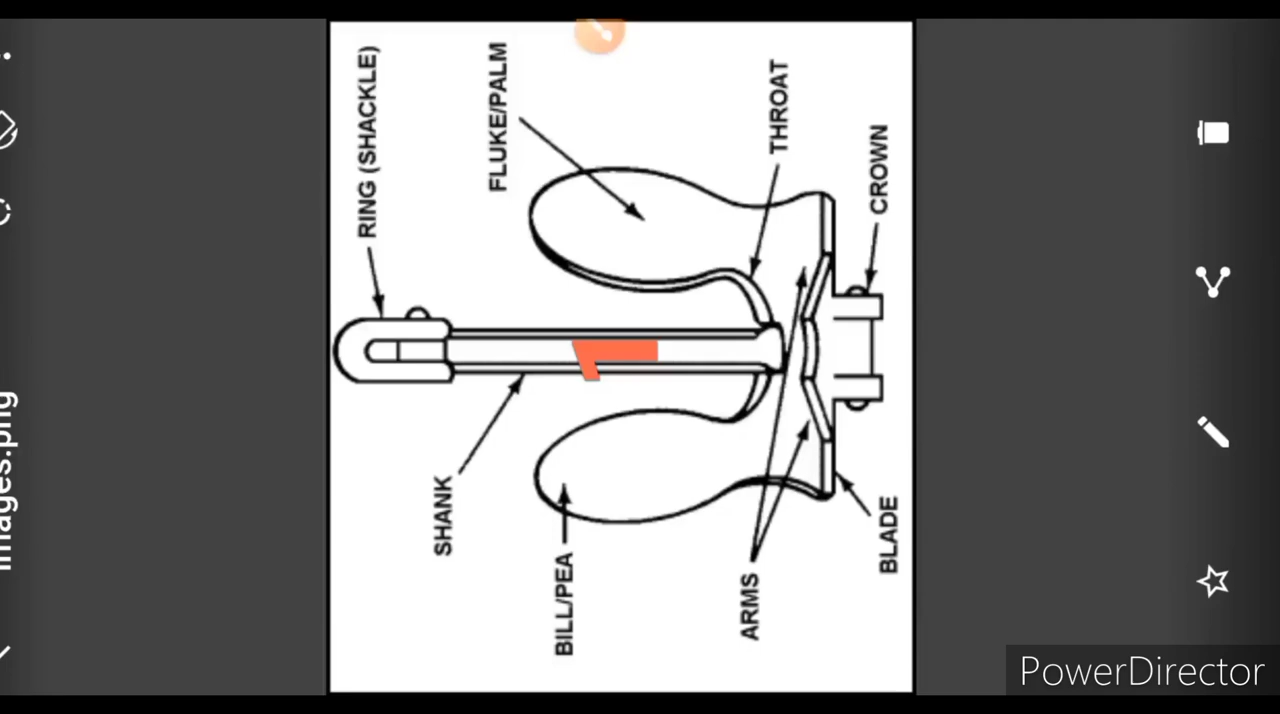 RING (SHACKLE)
FLUKE/PALM
THROAT
CROWN
SHANK
BILL/PEA
ARMS
BLADE
images.png
PowerDirector